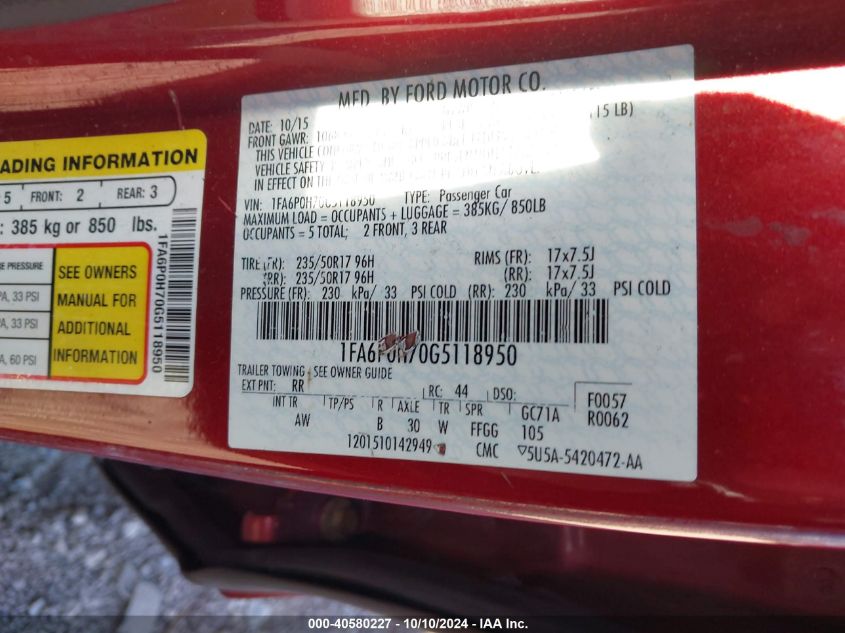 MFD. BY FORD MOTOR CO.
DATE: 10/15
15 LB)
FRONT GAWR:
THIS VEHICLE
VEHICLE SAFETY
IN EFFECT ON THE
VIN: 1FA6P0H70G5118950 TYPE: Passenger Car
MAXIMUM LOAD = OCCUPANTS + LUGGAGE = 385KG/ 850LB
OCCUPANTS = 5 TOTAL; 2 FRONT, 3 REAR
TIRE (FR): 235/50R17 96H RIMS (FR): 17x7.5J
(RR): 235/50R17 96H (RR): 17x7.5J
PRESSURE (FR): 230 kPa/ 33 PSI COLD (RR): 230 kPa/ 33 PSI COLD
1FA6P0H70G5118950
TRAILER TOWING - SEE OWNER GUIDE
EXT PNT: RR RC: 44 DSO: F0057
INT TR TP/PS R AXLE TR SPR GC71A R0062
AW B 30 W FFGG 105
1201510142949 CMC ▽5U5A-5420472-AA
ADING INFORMATION
5 FRONT: 2 REAR: 3
: 385 kg or 850 lbs.
PRESSURE
PA, 33 PSI
PA, 33 PSI
PA, 60 PSI
SEE OWNERS
MANUAL FOR
ADDITIONAL
INFORMATION
1FA6P0H70G5118950
000-40580227 - 10/10/2024 - IAA Inc.